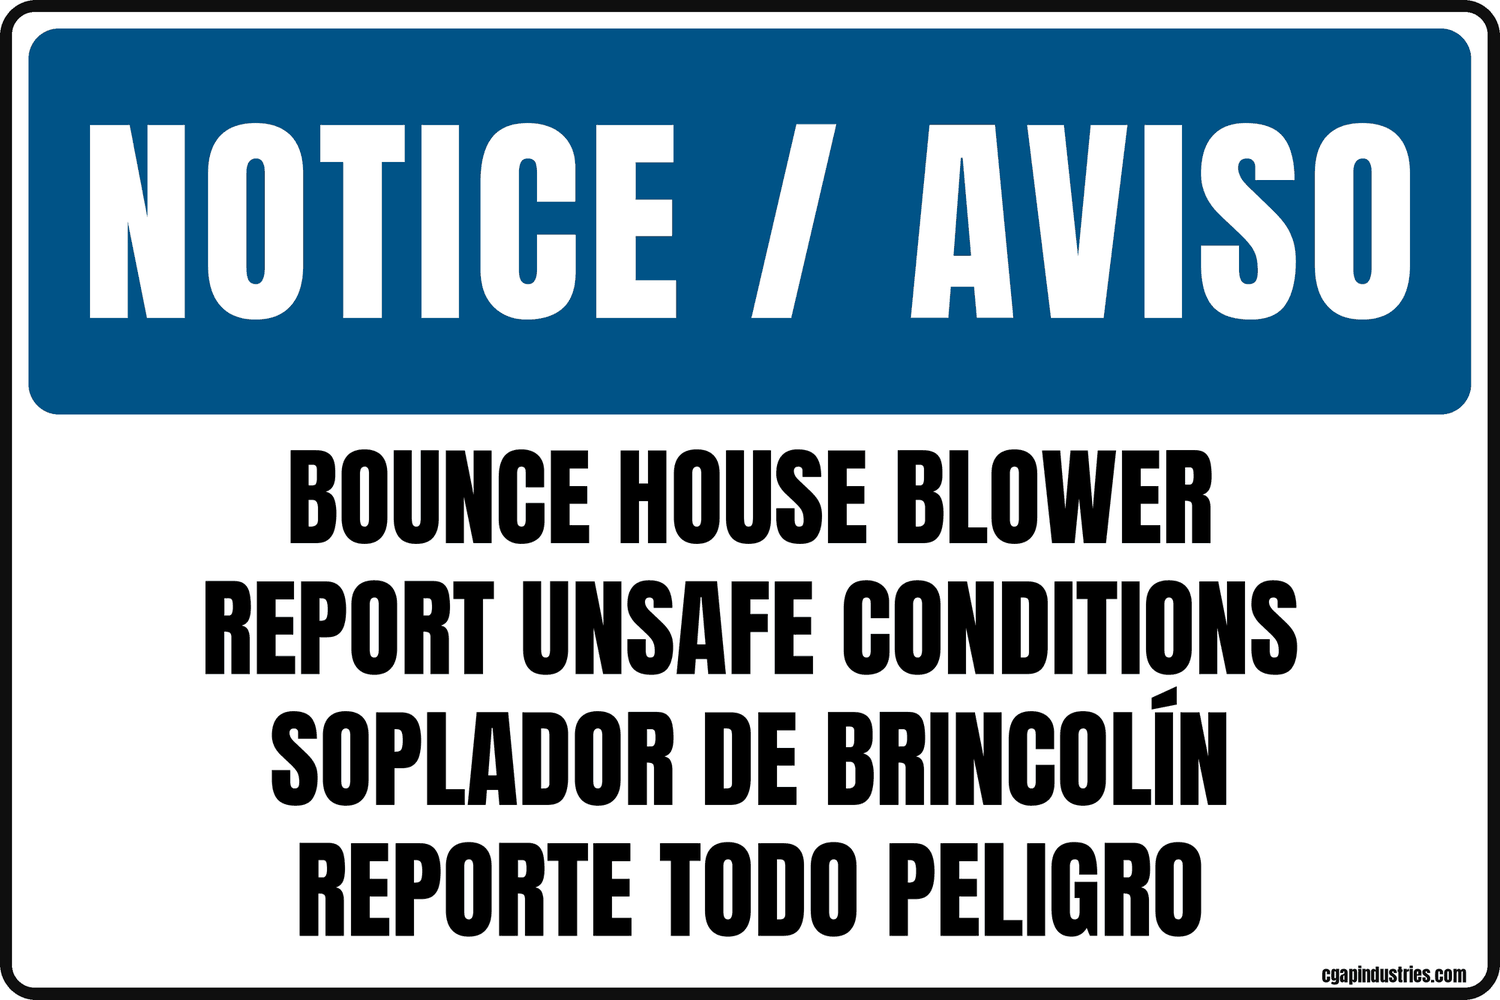 NOTICE / AVISO
BOUNCE HOUSE BLOWER
REPORT UNSAFE CONDITIONS
SOPLADOR DE BRINCOLÍN
REPORTE TODO PELIGRO
cgapindustries.com